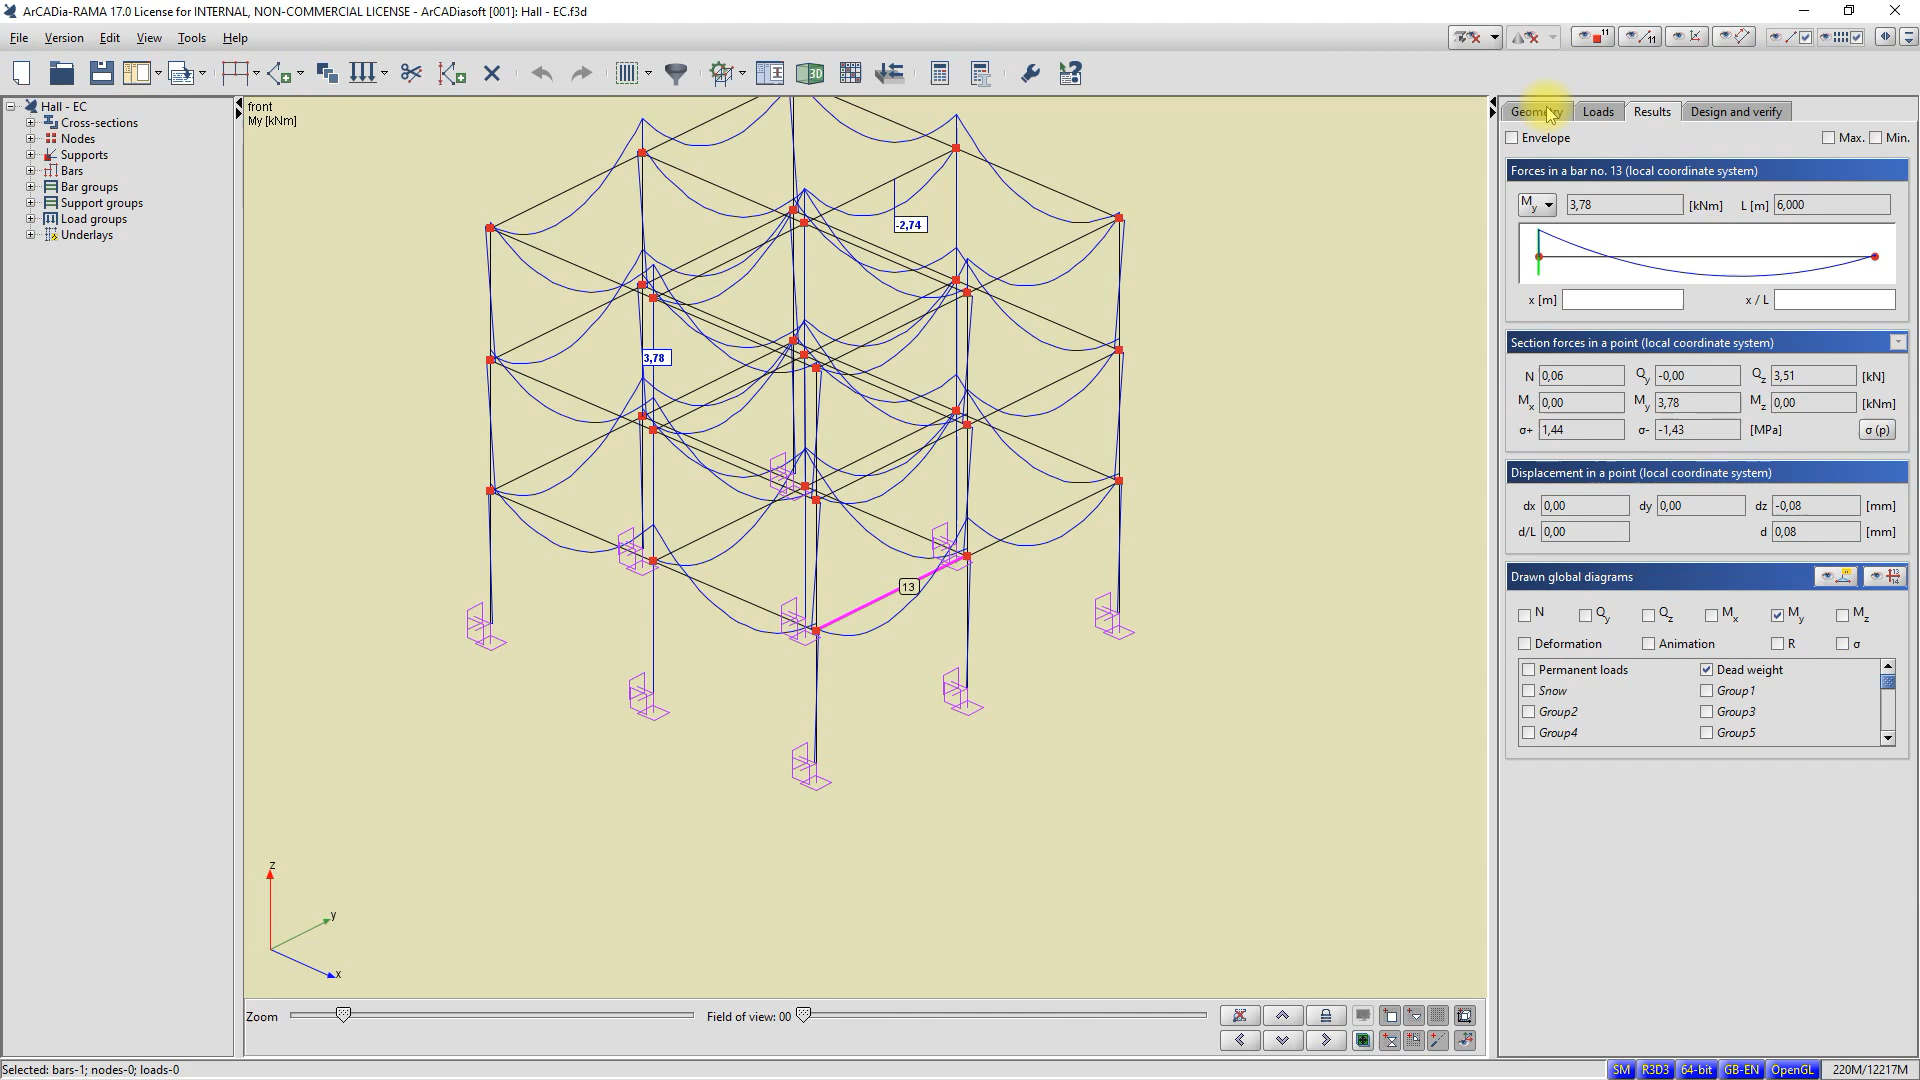 ArCADia-RAMA 17.0 License for INTERNAL, NON-COMMERCIAL LICENSE - ArCADiasoft [001]: Hall - EC.f3d
File Version Edit View Tools Help
Hall - EC
Cross-sections
Nodes
Supports
Bars
Bar groups
Support groups
Load groups
Underlays
front
My [kNm]
-2,74
3,78
13
z
y
x
Zoom
Field of view: 00
Geometry Loads Results Design and verify
Envelope Max. Min.
Forces in a bar no. 13 (local coordinate system)
My 3,78 [kNm] L [m] 6,000
x [m] x / L
Section forces in a point (local coordinate system)
N 0,06 Qy -0,00 Qz 3,51 [kN]
Mx 0,00 My 3,78 Mz 0,00 [kNm]
σ+ 1,44 σ- -1,43 [MPa] σ (p)
Displacement in a point (local coordinate system)
dx 0,00 dy 0,00 dz -0,08 [mm]
d/L 0,00 d 0,08 [mm]
Drawn global diagrams
N Qy Qz Mx My Mz
Deformation Animation R σ
Permanent loads Dead weight
Snow Group1
Group2 Group3
Group4 Group5
Selected: bars-1; nodes-0; loads-0
SM R3D3 64-bit GB-EN OpenGL 220M/12217M